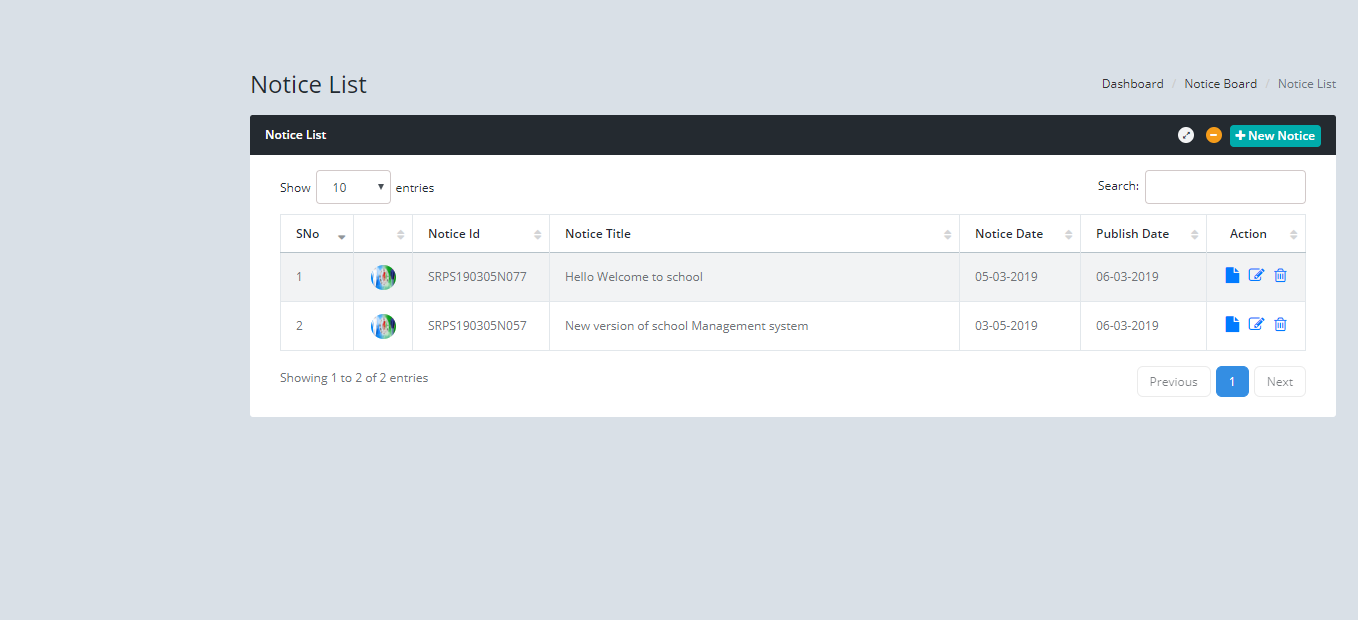 Notice List
Dashboard / Notice Board / Notice List
Notice List
New Notice
Show 10 entries
Search:
SNo Notice Id Notice Title Notice Date Publish Date Action
1 SRPS190305N077 Hello Welcome to school 05-03-2019 06-03-2019
2 SRPS190305N057 New version of school Management system 03-05-2019 06-03-2019
Showing 1 to 2 of 2 entries
Previous 1 Next